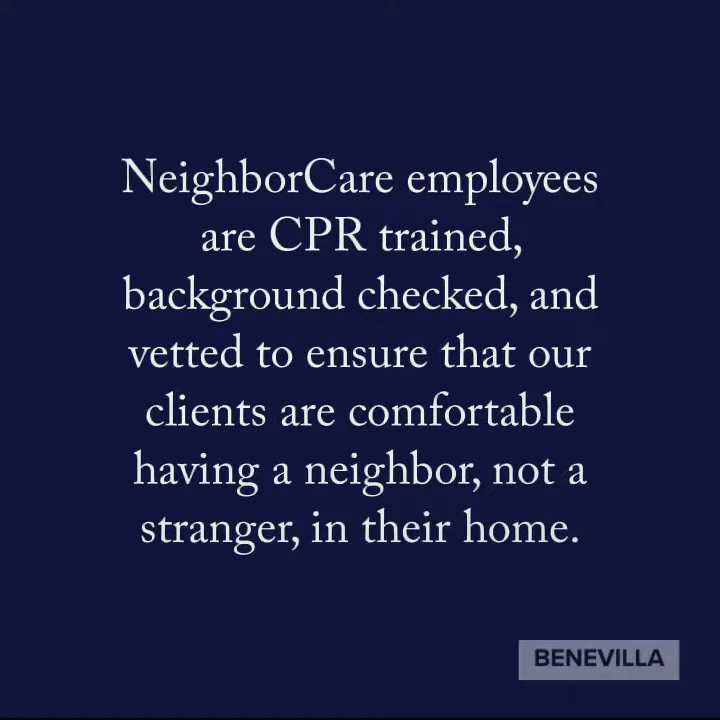 NeighborCare employees
are CPR trained,
background checked, and
vetted to ensure that our
clients are comfortable
having a neighbor, not a
stranger, in their home.
BENEVILLA